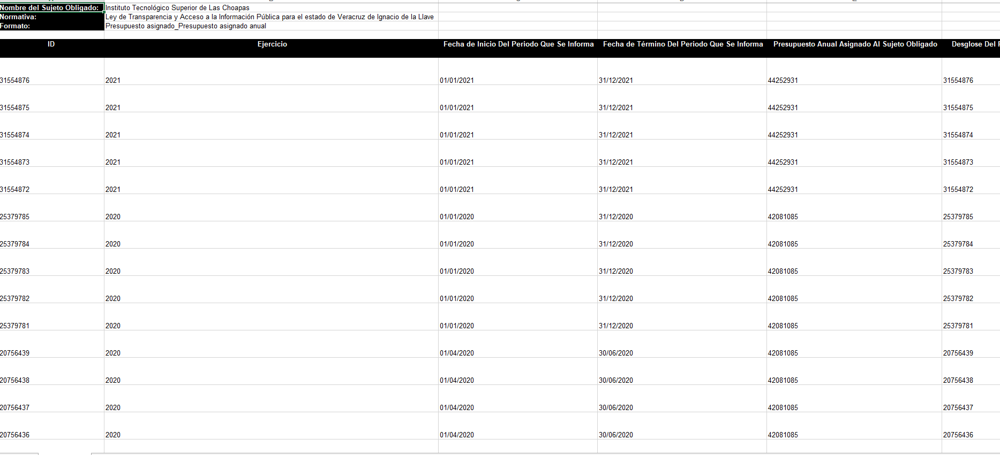 Nombre del Sujeto Obligado: Instituto Tecnológico Superior de Las Choapas
Normativa: Ley de Transparencia y Acceso a la Información Pública para el estado de Veracruz de Ignacio de la Llave
Formato: Presupuesto asignado_Presupuesto asignado anual
ID Ejercicio Fecha de Inicio Del Periodo Que Se Informa Fecha de Término Del Periodo Que Se Informa Presupuesto Anual Asignado Al Sujeto Obligado Desglose Del
31554876 2021 01/01/2021 31/12/2021 44252931 31554876
31554875 2021 01/01/2021 31/12/2021 44252931 31554875
31554874 2021 01/01/2021 31/12/2021 44252931 31554874
31554873 2021 01/01/2021 31/12/2021 44252931 31554873
31554872 2021 01/01/2021 31/12/2021 44252931 31554872
25379785 2020 01/01/2020 31/12/2020 42081085 25379785
25379784 2020 01/01/2020 31/12/2020 42081085 25379784
25379783 2020 01/01/2020 31/12/2020 42081085 25379783
25379782 2020 01/01/2020 31/12/2020 42081085 25379782
25379781 2020 01/01/2020 31/12/2020 42081085 25379781
20756439 2020 01/04/2020 30/06/2020 42081085 20756439
20756438 2020 01/04/2020 30/06/2020 42081085 20756438
20756437 2020 01/04/2020 30/06/2020 42081085 20756437
20756436 2020 01/04/2020 30/06/2020 42081085 20756436